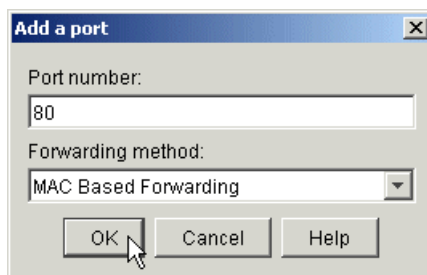 Add a port
Port number:
80
Forwarding method:
MAC Based Forwarding
OK Cancel Help